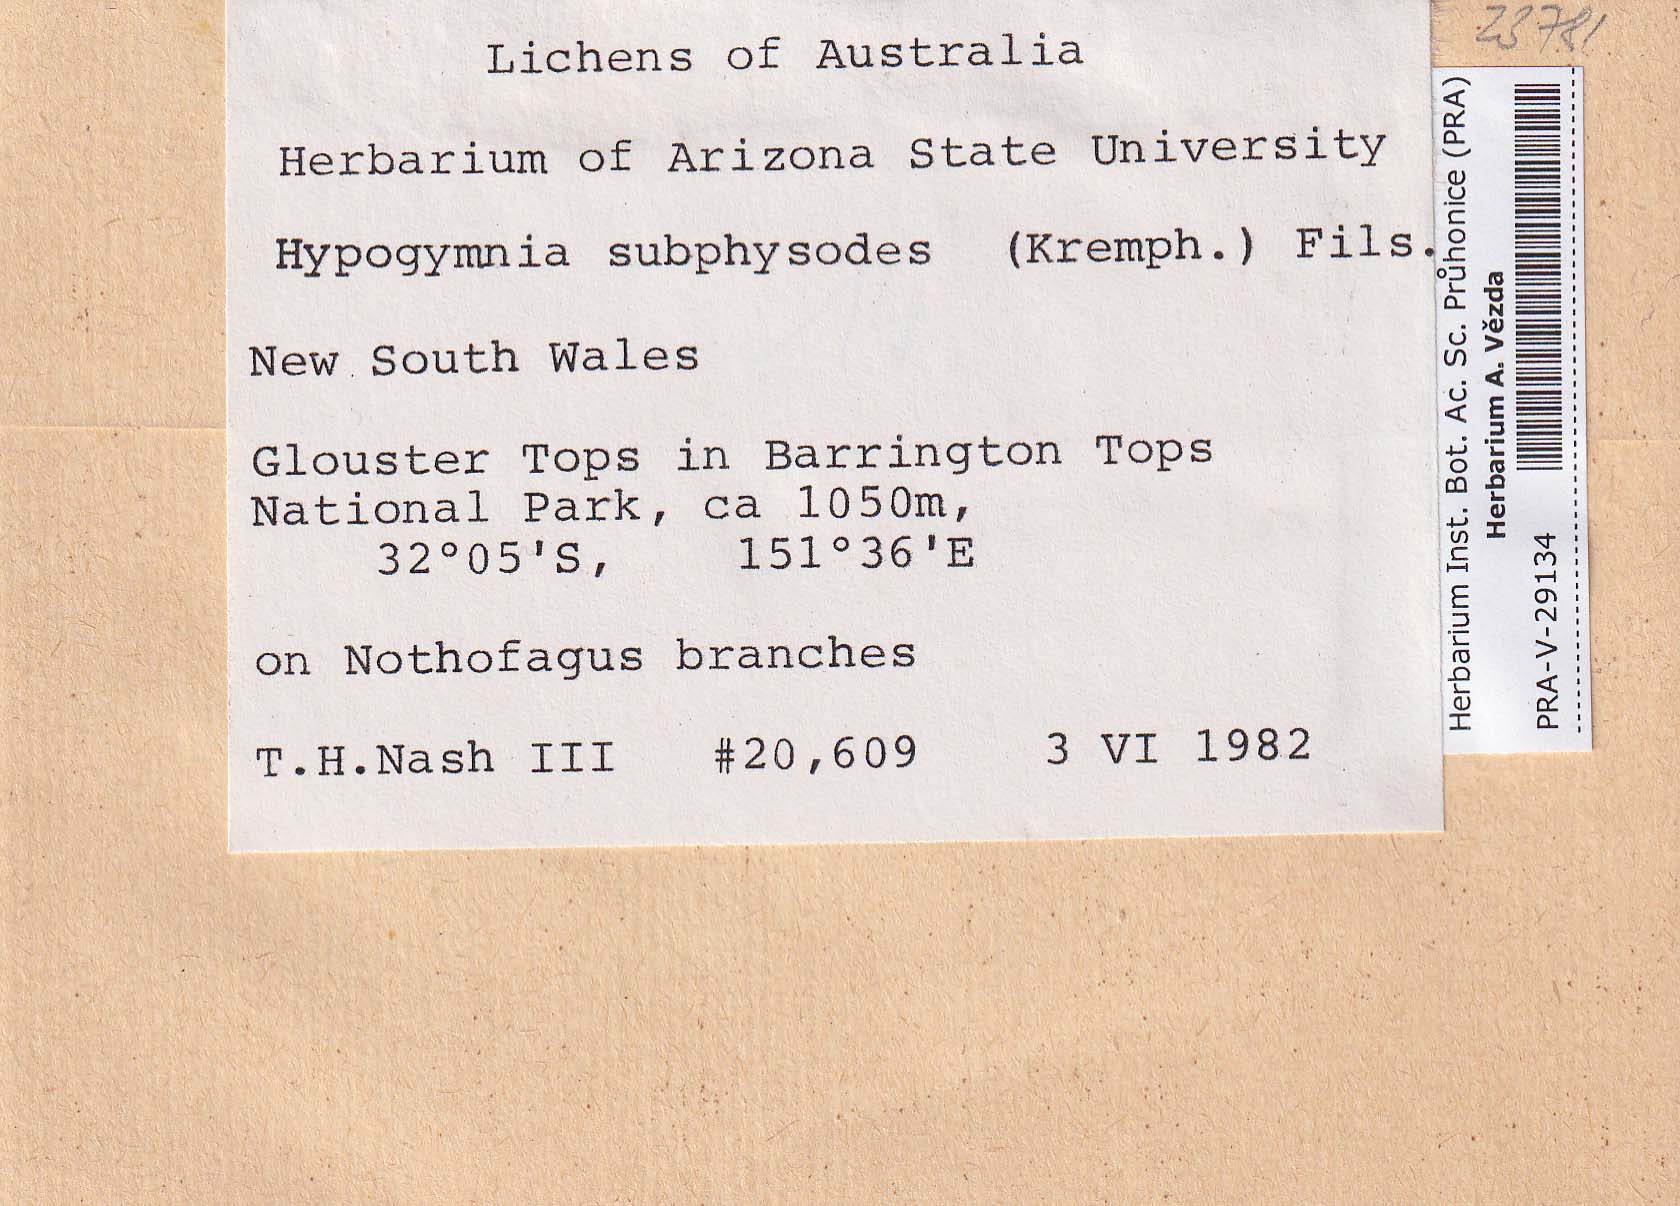 Lichens of Australia
Herbarium of Arizona State University
Hypogymnia subphysodes (Kremph.) Fils.
New South Wales
Glouster Tops in Barrington Tops
National Park, ca 1050m,
32°05'S, 151°36'E
on Nothofagus branches
T.H.Nash III #20,609 3 VI 1982
23781
Herbarium Inst. Bot. Ac. Sc. Průhonice (PRA)
Herbarium A. Vězda
PRA-V-29134